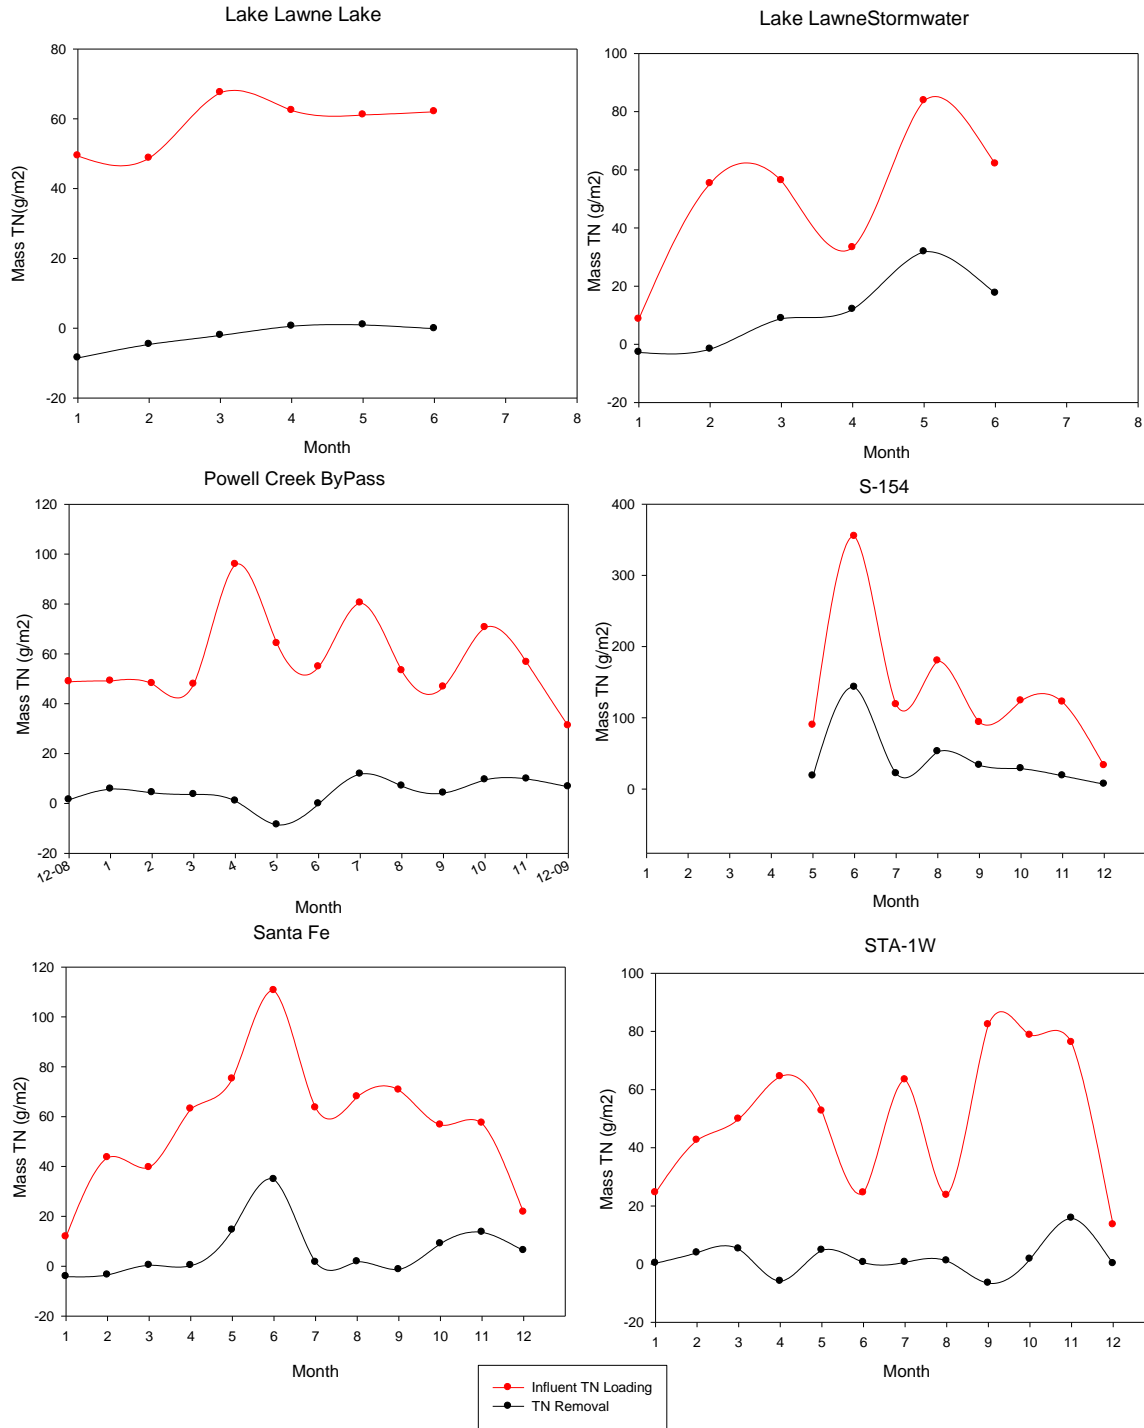 Lake Lawne Lake
80
60
40
20
0
-20
Mass TN(g/m2)
1 2 3 4 5 6 7 8
Month
Lake LawneStormwater
100
80
60
40
20
0
-20
Mass TN (g/m2)
1 2 3 4 5 6 7 8
Month
Powell Creek ByPass
120
100
80
60
40
20
0
-20
Mass TN (g/m2)
12-08 1 2 3 4 5 6 7 8 9 10 11 12-09
Month
S-154
400
300
200
100
0
Mass TN (g/m2)
1 2 3 4 5 6 7 8 9 10 11 12
Month
Santa Fe
120
100
80
60
40
20
0
-20
Mass TN (g/m2)
1 2 3 4 5 6 7 8 9 10 11 12
Month
STA-1W
100
80
60
40
20
0
-20
Mass TN (g/m2)
1 2 3 4 5 6 7 8 9 10 11 12
Month
Influent TN Loading
TN Removal